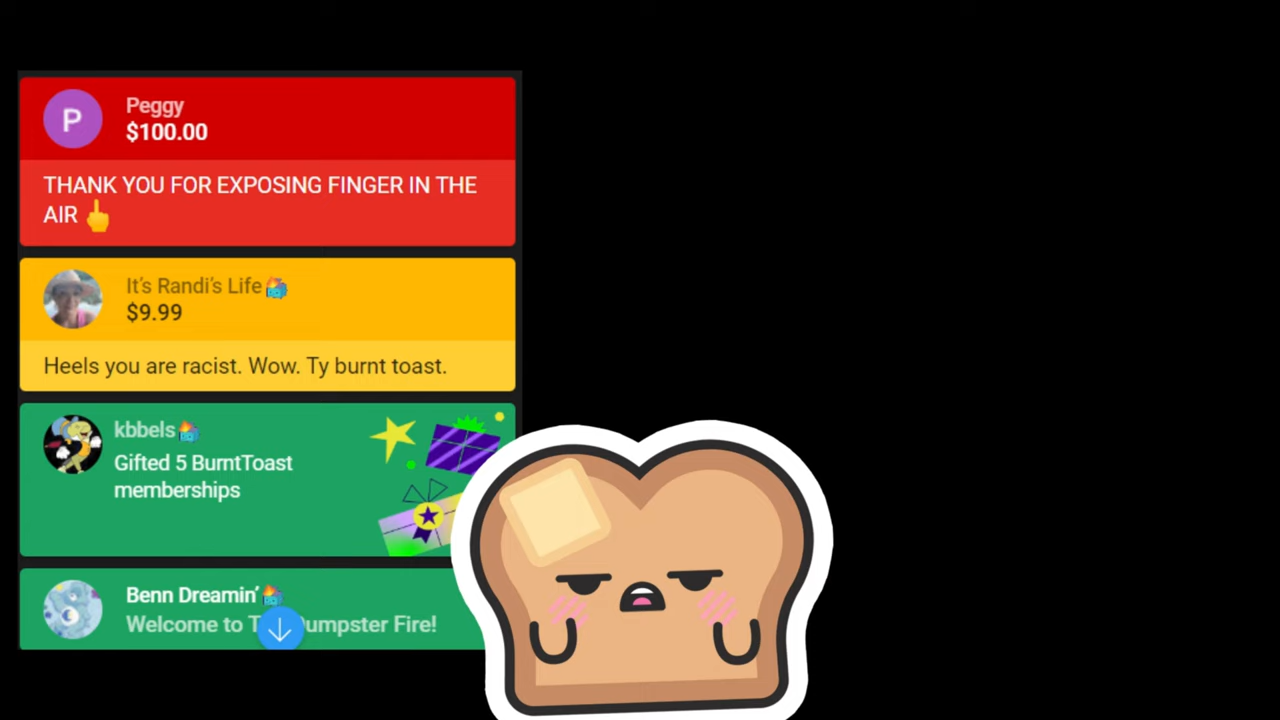 P
Peggy
$100.00
THANK YOU FOR EXPOSING FINGER IN THE
AIR 🖕
It's Randi's Life
$9.99
Heels you are racist. Wow. Ty burnt toast.
kbbels
Gifted 5 BurntToast
memberships
Benn Dreamin'
Welcome to T Dumpster Fire!